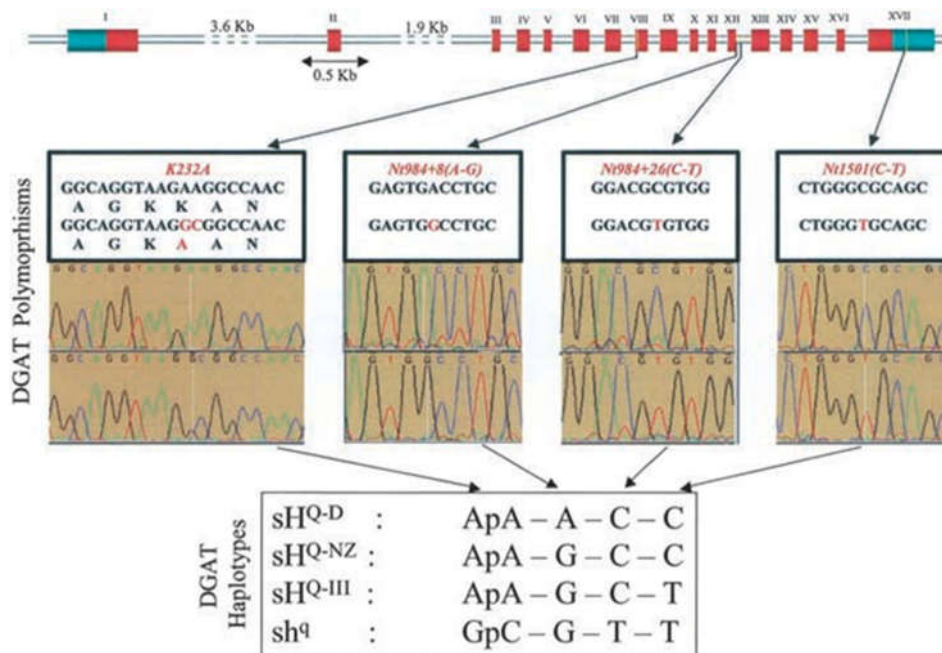 I
3.6 Kb
II
1.9 Kb
III IV V VI VII VIII IX X XI XII XIII XIV XV XVI XVII
0.5 Kb
DGAT Polymoprhisms
K232A
GGCAGGTAAGAAGGCCAAC
A G K K A N
GGCAGGTAAGGCGGCCAAC
A G K A A N
Nt984+8(A-G)
GAGTGACCTGC
GAGTGGCCTGC
Nt984+26(C-T)
GGACGCGTGG
GGACGTGTGG
Nt1501(C-T)
CTGGGCGCAGC
CTGGGTGCAGC
DGAT Haplotypes
sHQ-D : ApA – A – C – C
sHQ-NZ : ApA – G – C – C
sHQ-III : ApA – G – C – T
shq : GpC – G – T – T